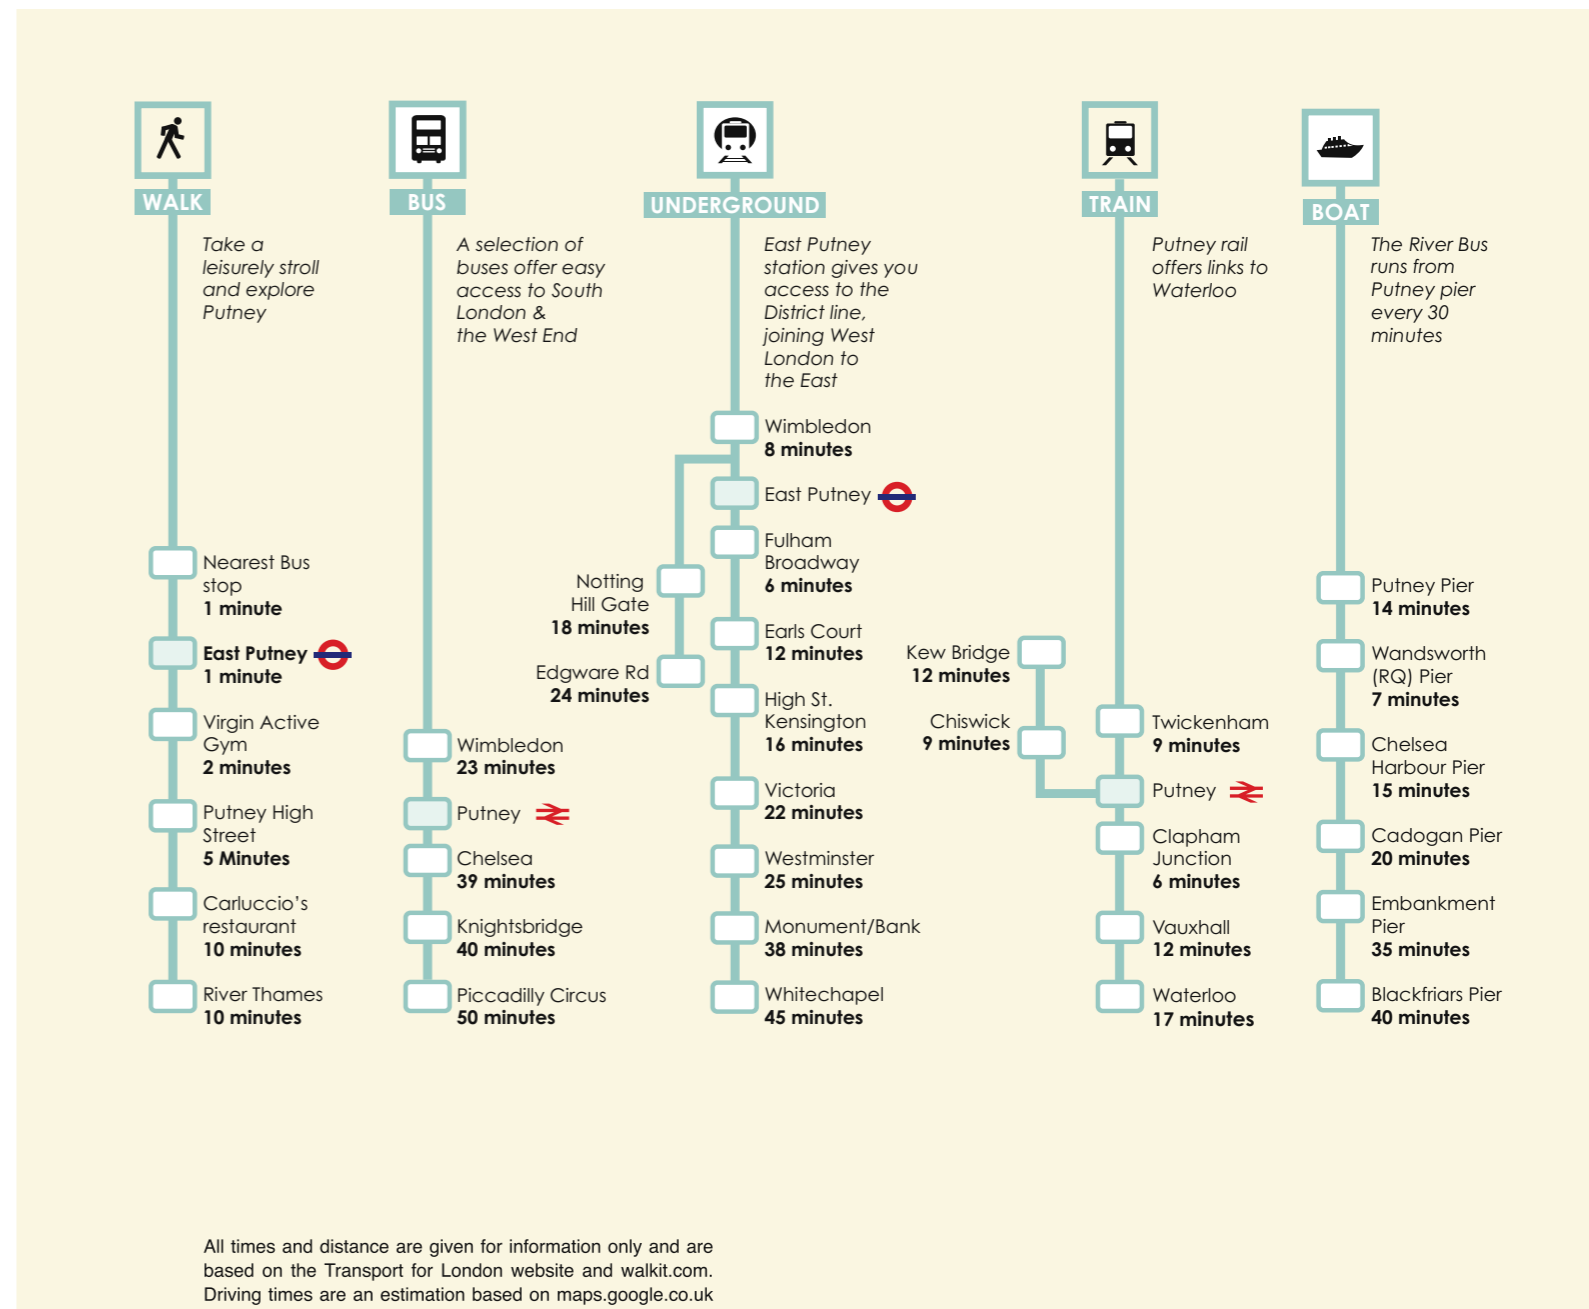 WALK
Take a
leisurely stroll
and explore
Putney
Nearest Bus
stop
1 minute
East Putney
1 minute
Virgin Active
Gym
2 minutes
Putney High
Street
5 Minutes
Carluccio's
restaurant
10 minutes
River Thames
10 minutes
BUS
A selection of
buses offer easy
access to South
London &
the West End
Wimbledon
23 minutes
Putney
Chelsea
39 minutes
Knightsbridge
40 minutes
Piccadilly Circus
50 minutes
UNDERGROUND
East Putney
station gives you
access to the
District line,
joining West
London to
the East
Wimbledon
8 minutes
East Putney
Fulham
Broadway
6 minutes
Notting
Hill Gate
18 minutes
Edgware Rd
24 minutes
Earls Court
12 minutes
High St.
Kensington
16 minutes
Victoria
22 minutes
Westminster
25 minutes
Monument/Bank
38 minutes
Whitechapel
45 minutes
TRAIN
Putney rail
offers links to
Waterloo
Kew Bridge
12 minutes
Chiswick
9 minutes
Twickenham
9 minutes
Putney
Clapham
Junction
6 minutes
Vauxhall
12 minutes
Waterloo
17 minutes
BOAT
The River Bus
runs from
Putney pier
every 30
minutes
Putney Pier
14 minutes
Wandsworth
(RQ) Pier
7 minutes
Chelsea
Harbour Pier
15 minutes
Cadogan Pier
20 minutes
Embankment
Pier
35 minutes
Blackfriars Pier
40 minutes
All times and distance are given for information only and are
based on the Transport for London website and walkit.com.
Driving times are an estimation based on maps.google.co.uk